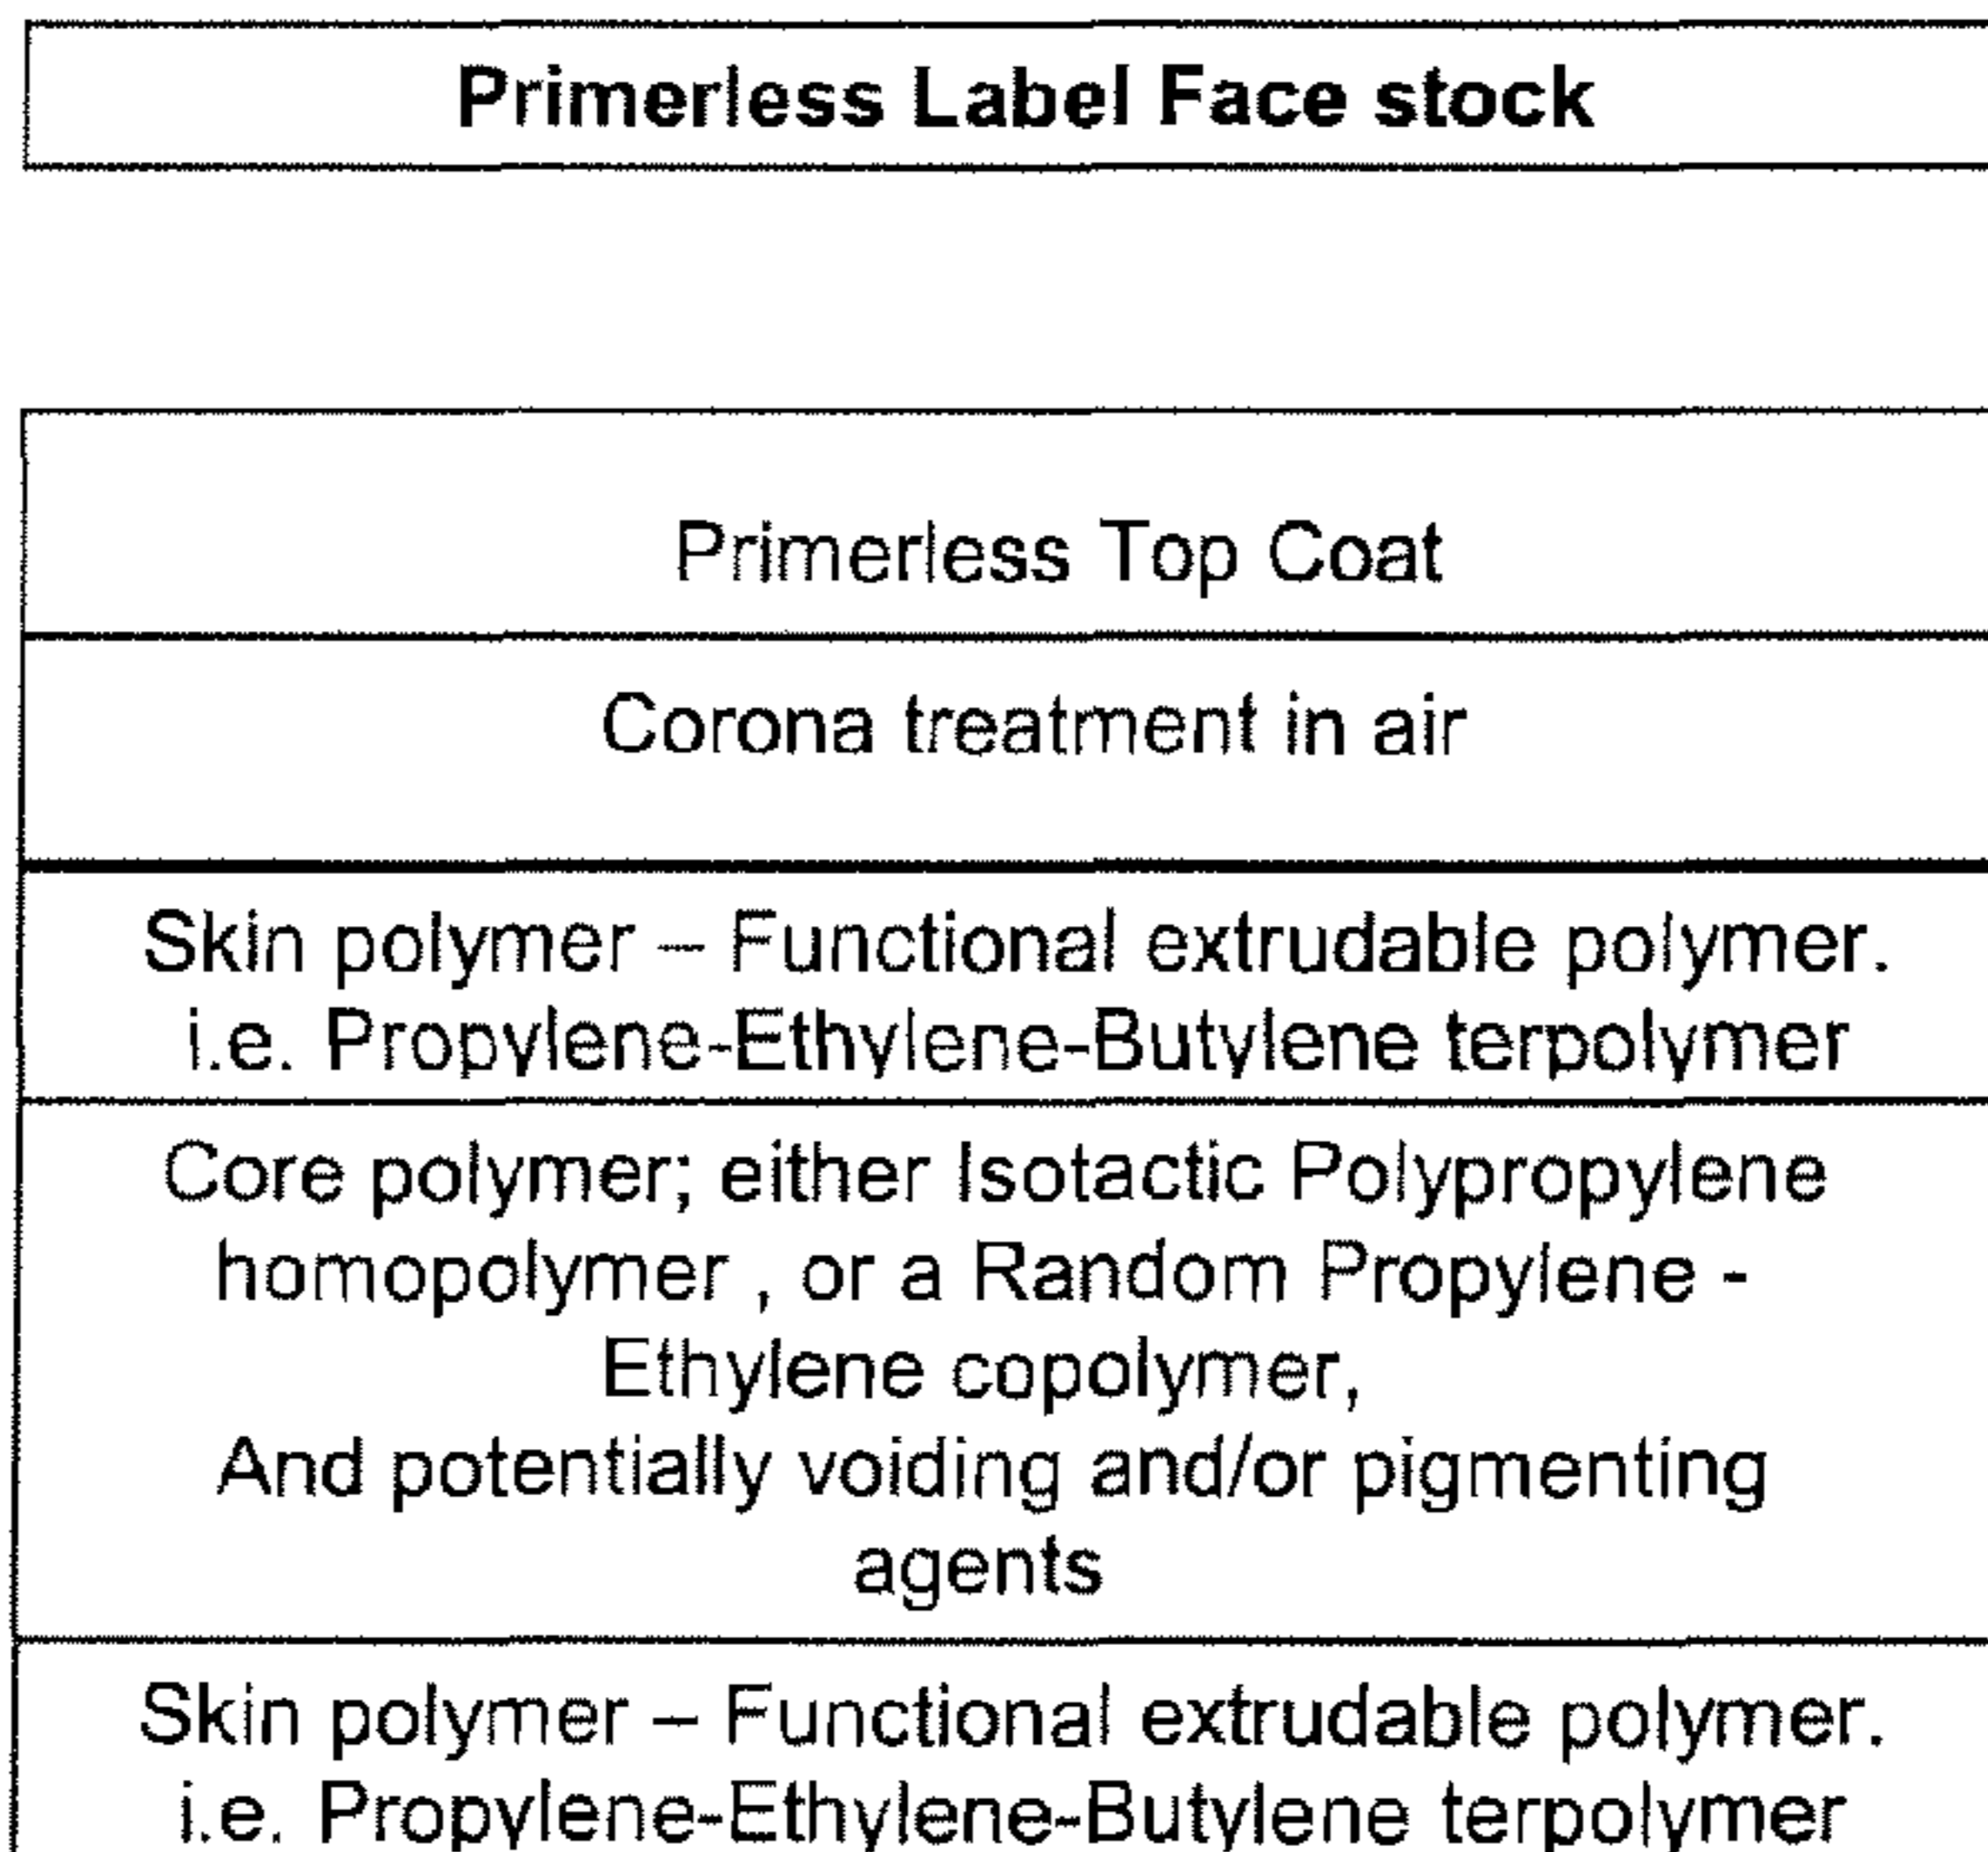 Primerless Label Face stock
Primerless Top Coat
Corona treatment in air
Skin polymer – Functional extrudable polymer.
i.e. Propylene-Ethylene-Butylene terpolymer
Core polymer; either Isotactic Polypropylene
homopolymer , or a Random Propylene -
Ethylene copolymer,
And potentially voiding and/or pigmenting
agents
Skin polymer – Functional extrudable polymer.
i.e. Propylene-Ethylene-Butylene terpolymer